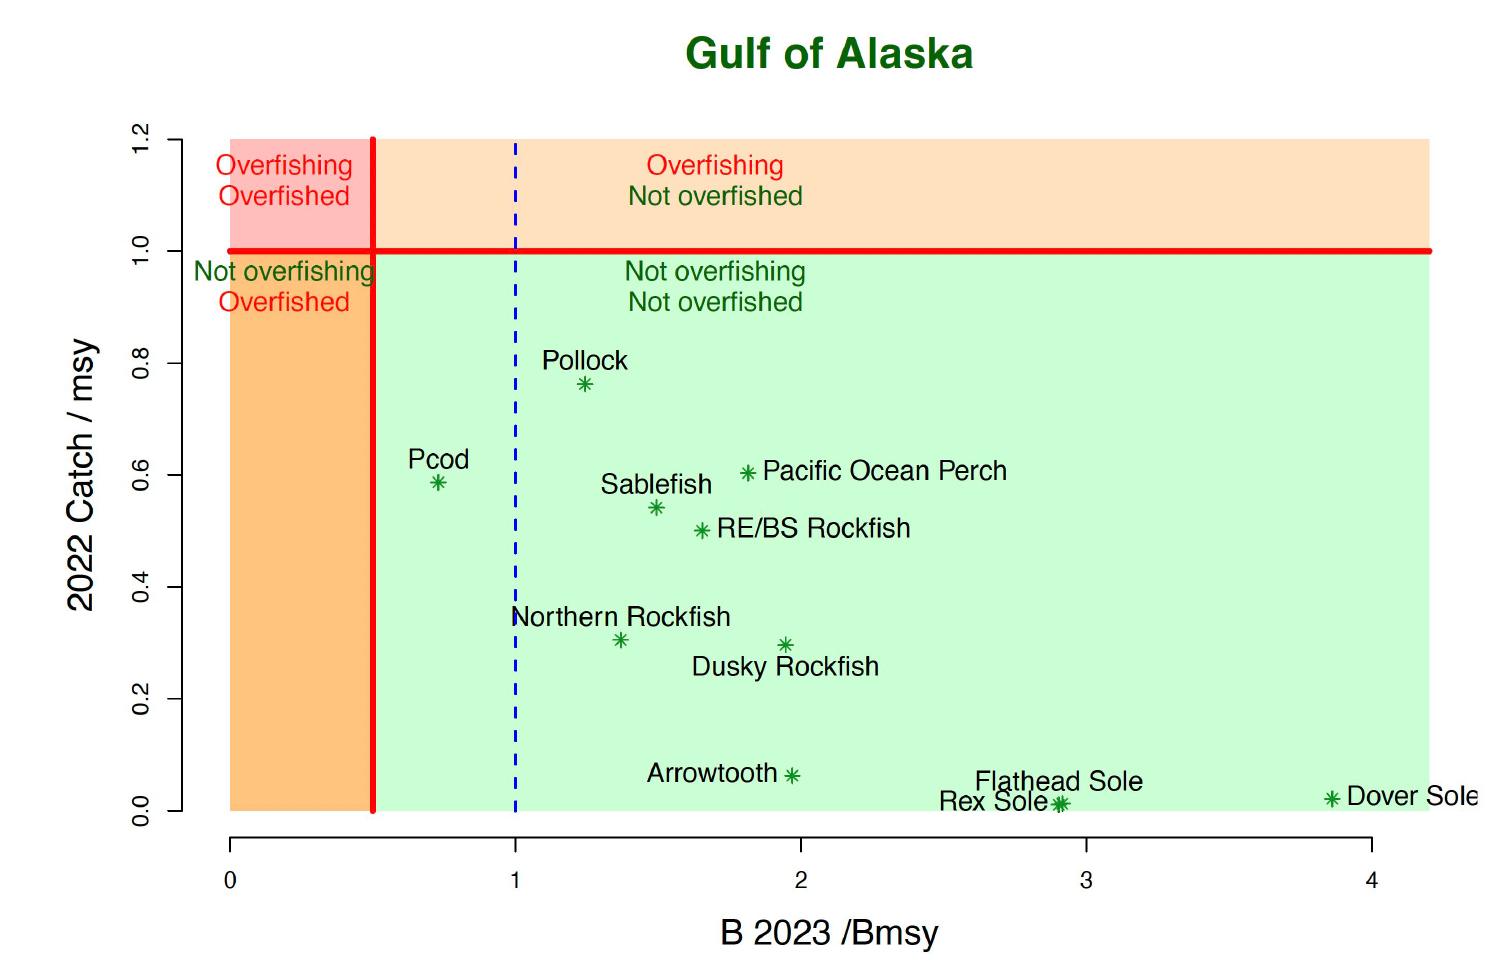 Gulf of Alaska
1.2
Overfishing
Overfished
Overfishing
Not overfished
1.0
Not overfishing
Overfished
Not overfishing
Not overfished
0.8
Pollock
0.6
Pcod
Pacific Ocean Perch
Sablefish
RE/BS Rockfish
2022 Catch / msy
0.4
Northern Rockfish
Dusky Rockfish
0.2
Arrowtooth
Flathead Sole
Rex Sole
Dover Sole
0.0
0
1
2
3
4
B 2023 /Bmsy